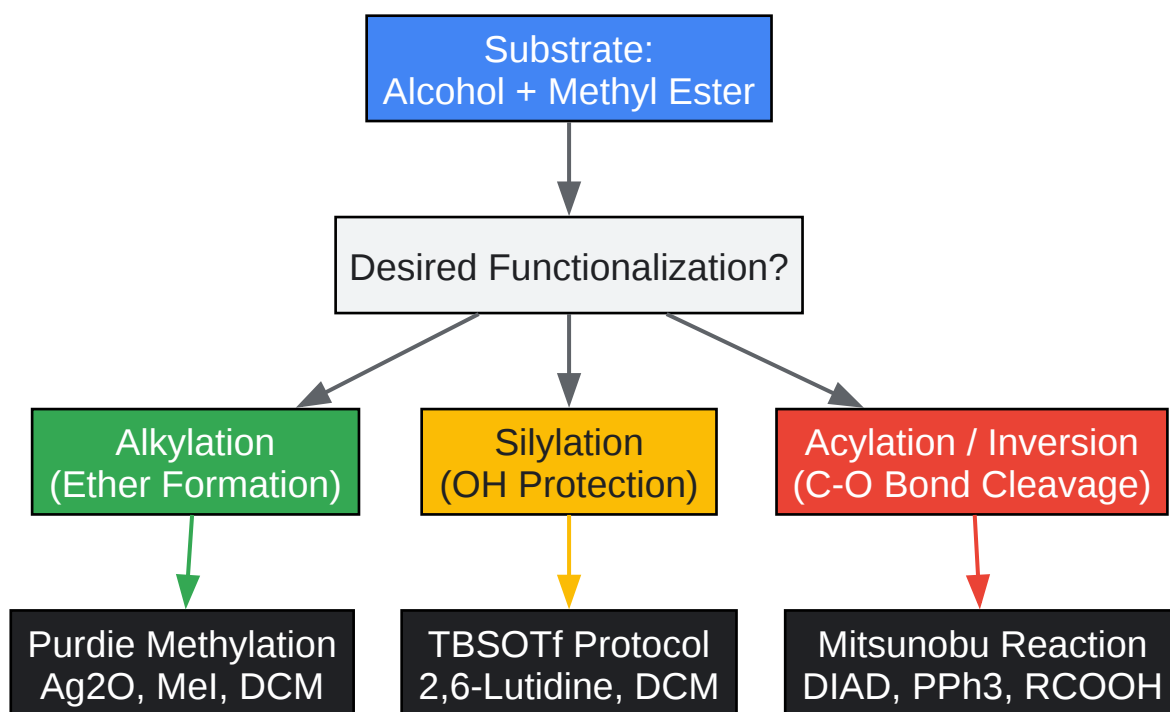 Substrate:
Alcohol + Methyl Ester
Desired Functionalization?
Alkylation
(Ether Formation)
Silylation
(OH Protection)
Acylation / Inversion
(C-O Bond Cleavage)
Purdie Methylation
Ag2O, MeI, DCM
TBSOTf Protocol
2,6-Lutidine, DCM
Mitsunobu Reaction
DIAD, PPh3, RCOOH